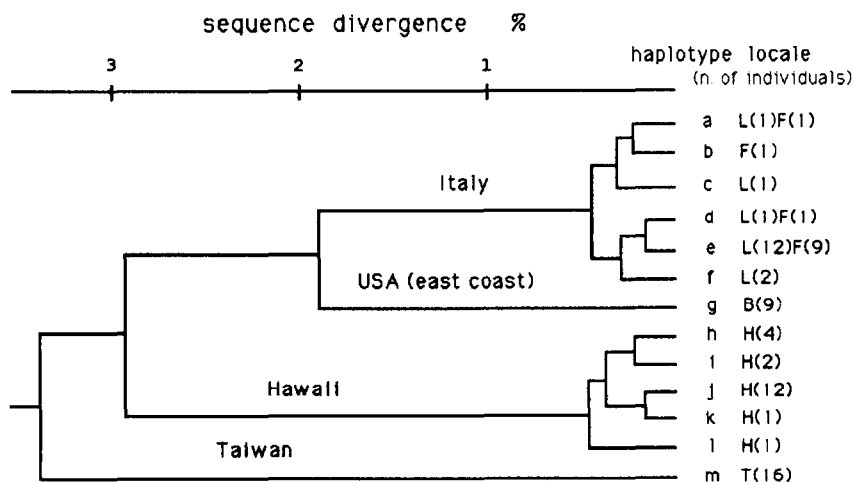 sequence divergence %
3 2 1
haplotype locale
(n. of individuals)
a L(1)F(1)
b F(1)
Italy
c L(1)
d L(1)F(1)
e L(12)F(9)
USA (east coast)
f L(2)
g B(9)
h H(4)
i H(2)
Hawaii
j H(12)
k H(1)
Taiwan
l H(1)
m T(16)